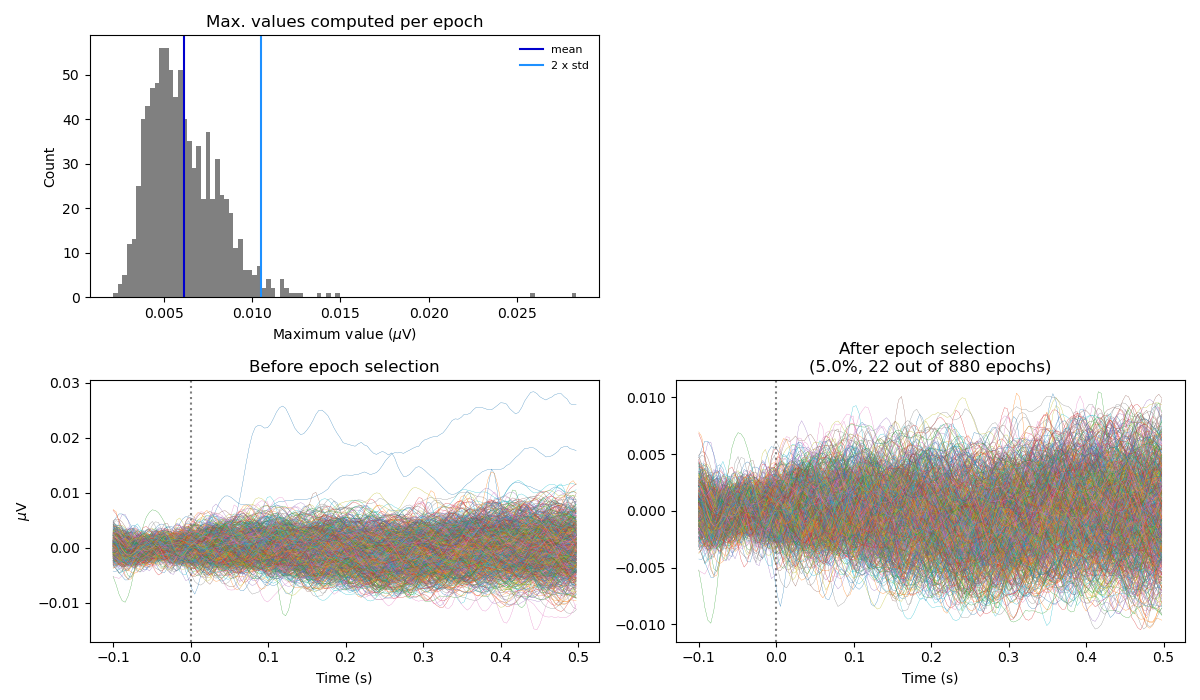 Max. values computed per epoch
mean
2 x std
Count
50
40
30
20
10
0
0.005 0.010 0.015 0.020 0.025
Maximum value (μV)
Before epoch selection
μV
0.03
0.02
0.01
0.00
−0.01
−0.1 0.0 0.1 0.2 0.3 0.4 0.5
Time (s)
After epoch selection
(5.0%, 22 out of 880 epochs)
0.010
0.005
0.000
−0.005
−0.010
−0.1 0.0 0.1 0.2 0.3 0.4 0.5
Time (s)